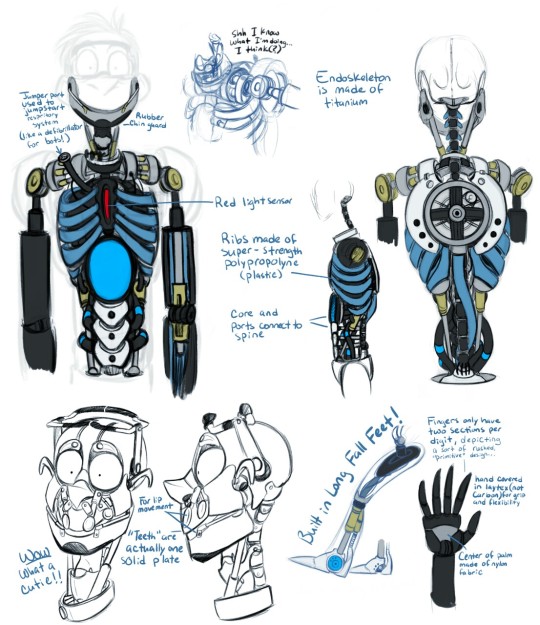 Shh I know
what I'm doing...
I think(?)
Endoskeleton
is made of
titanium
Jumper port
used to
jumpstart
respiratory
system
(like a defibrillator
for bots!)
Rubber
Chin guard
Red light sensor
Ribs made of
super-strength
polypropolyne
(plastic)
Core and
ports connect to
spine
Built in Long Fall Feet!
Fingers only have
two sections per
digit, depicting
a sort of rushed,
"primitive" design...
hand covered
in laytex (not
Carbon) for grip
and flexibility
Center of palm
made of nylon
fabric
For lip
movement
"Teeth" are
actually one
solid plate
Wow
what a
cutie!!